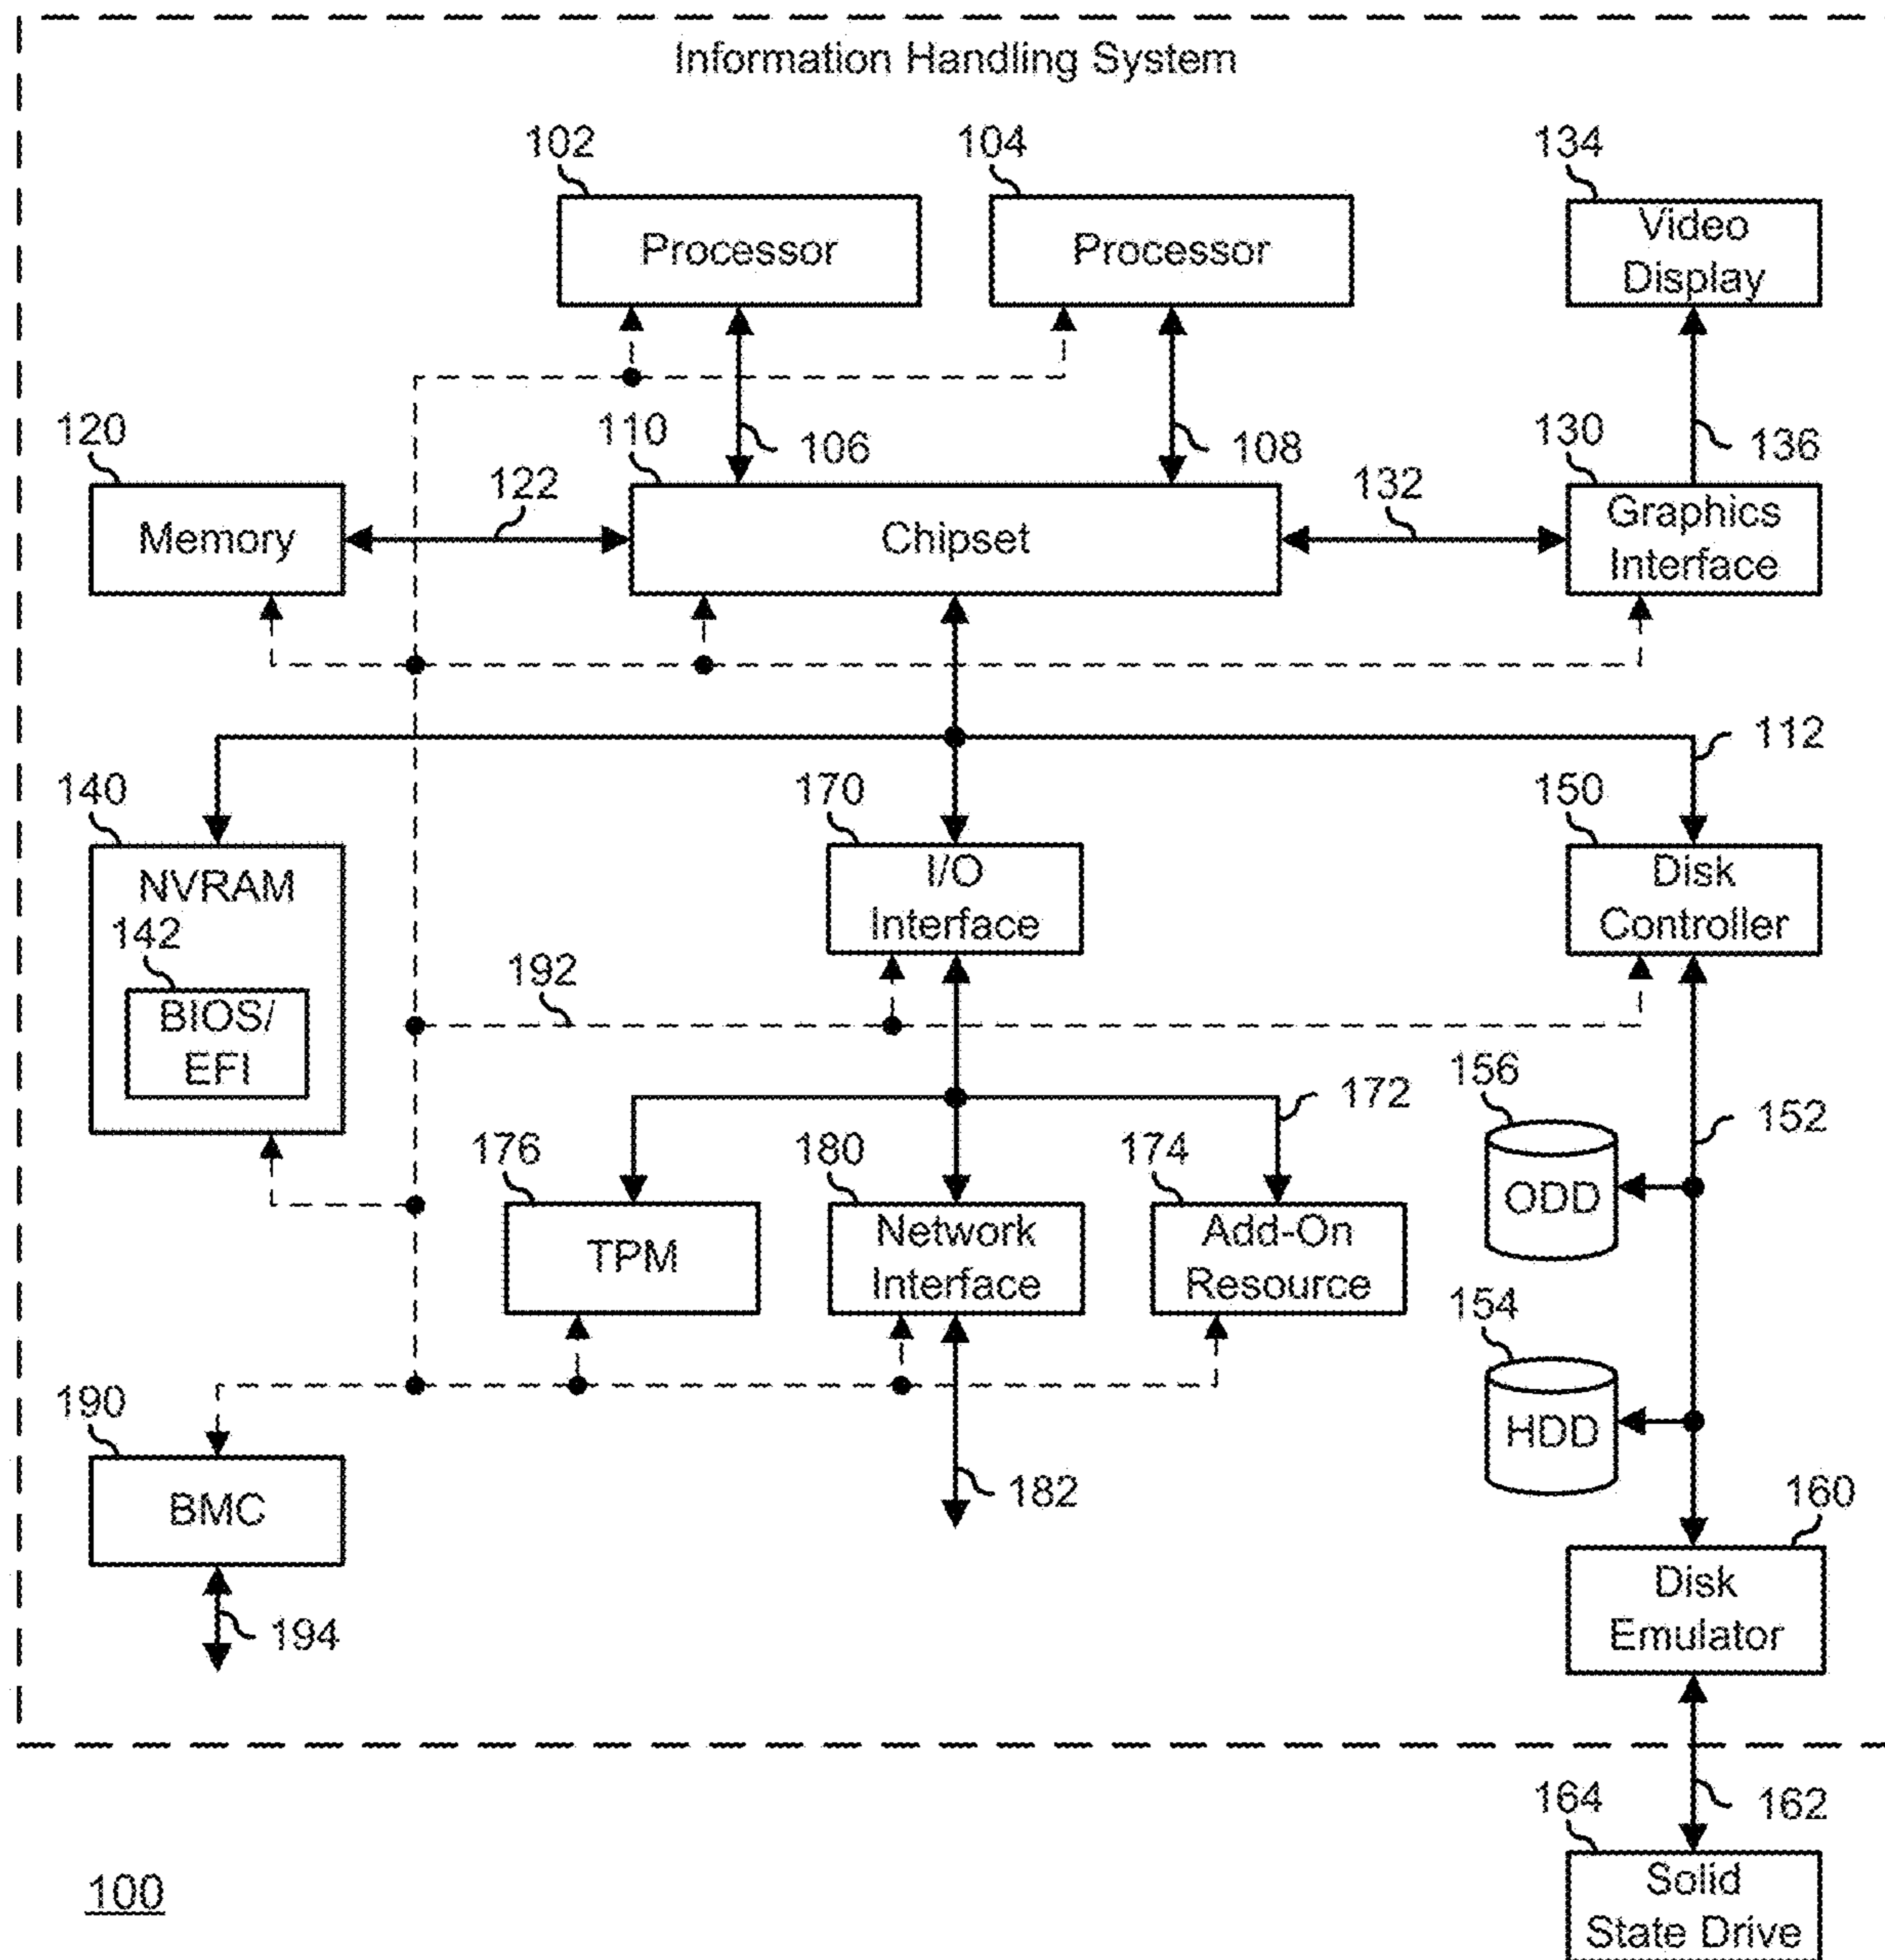 Information Handling System
102
104
134
Processor
Processor
Video
Display
120
110
106
108
130
136
122
132
Memory
Chipset
Graphics
Interface
112
140
170
150
NVRAM
I/O
Interface
Disk
Controller
142
BIOS/
EFI
192
156
172
152
176
180
174
ODD
TPM
Network
Interface
Add-On
Resource
154
190
HDD
BMC
182
160
194
Disk
Emulator
164
162
100
Solid
State Drive